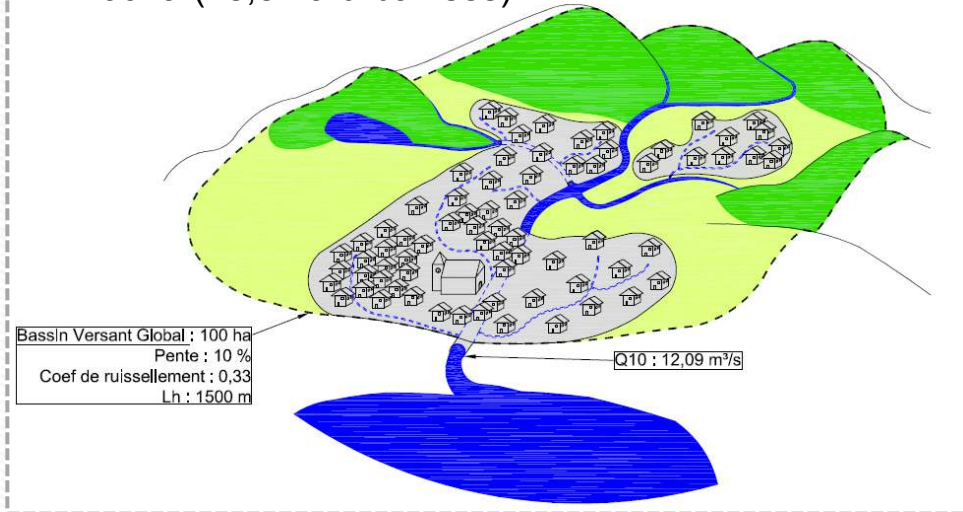 Bassin Versant Global : 100 ha
Pente : 10 %
Coef de ruissellement : 0,33
Lh : 1500 m
Q10 : 12,09 m³/s